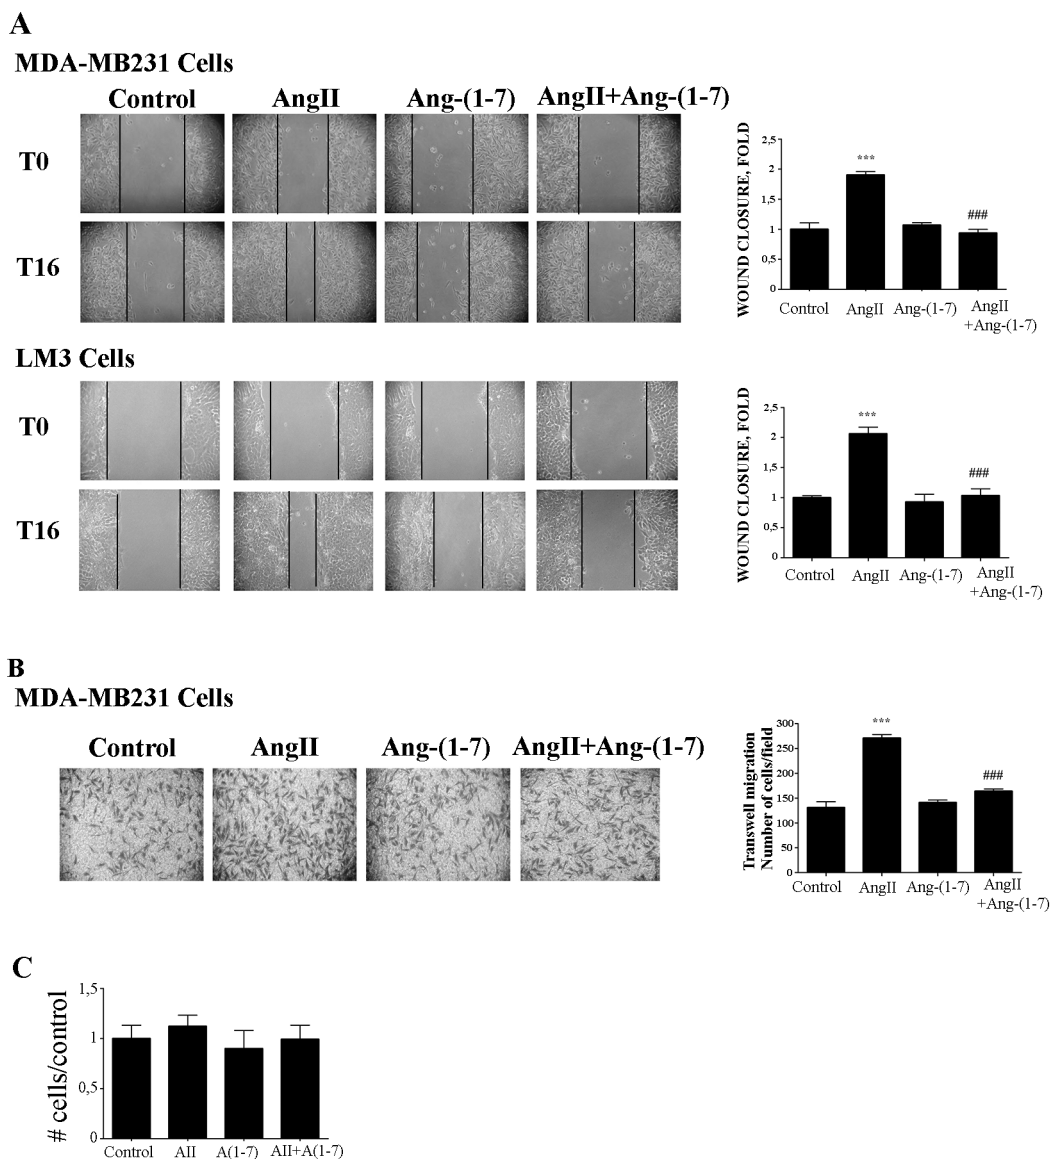 A
MDA-MB231 Cells
Control AngII Ang-(1-7) AngII+Ang-(1-7)
T0
T16
WOUND CLOSURE, FOLD
2,5
2
1,5
1
0,5
0
***
###
Control AngII Ang-(1-7) AngII
+Ang-(1-7)
LM3 Cells
T0
T16
WOUND CLOSURE, FOLD
2,5
2
1,5
1
0,5
0
***
###
Control AngII Ang-(1-7) AngII
+Ang-(1-7)
B
MDA-MB231 Cells
Control AngII Ang-(1-7) AngII+Ang-(1-7)
Transwell migration
Number of cells/field
300
250
200
150
100
50
0
***
###
Control AngII Ang-(1-7) AngII
+Ang-(1-7)
C
# cells/control
1,5
1
0,5
0
Control AII A(1-7) AII+A(1-7)